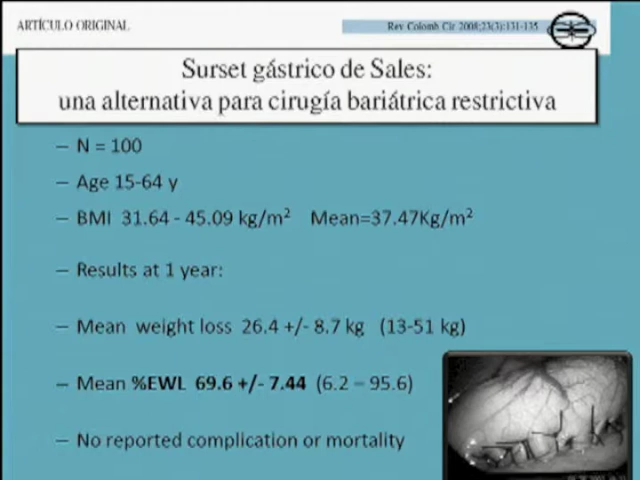 ARTÍCULO ORIGINAL
Rev Colomb Cir 2008;23(3):131-135
Surset gástrico de Sales:
una alternativa para cirugía bariátrica restrictiva
– N = 100
– Age 15-64 y
– BMI 31.64 - 45.09 kg/m² Mean=37.47Kg/m²
– Results at 1 year:
– Mean weight loss 26.4 +/- 8.7 kg (13-51 kg)
– Mean %EWL 69.6 +/- 7.44 (6.2 – 95.6)
– No reported complication or mortality